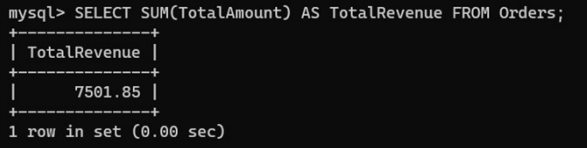 mysql> SELECT SUM(TotalAmount) AS TotalRevenue FROM Orders;
+--------------+
| TotalRevenue |
+--------------+
|      7501.85 |
+--------------+
1 row in set (0.00 sec)